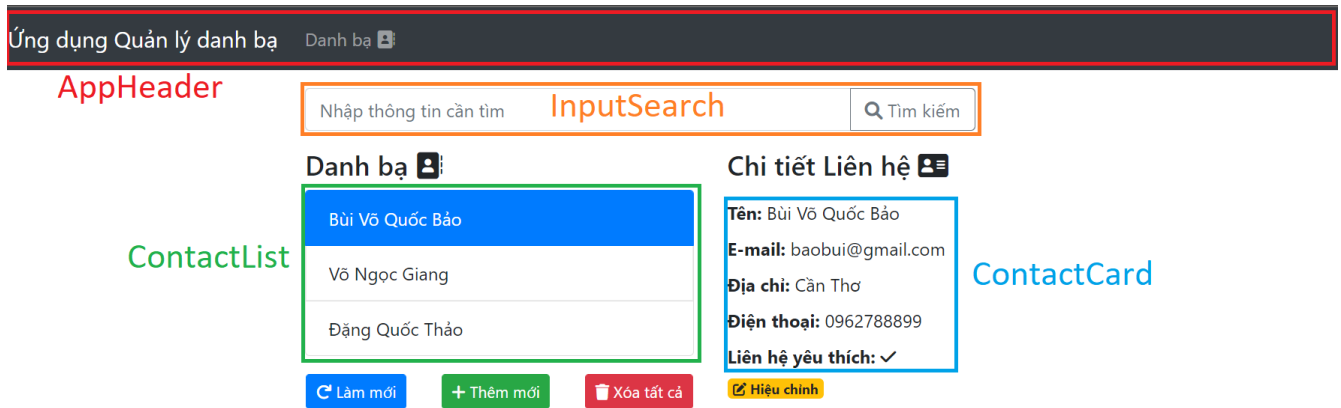 Ứng dụng Quản lý danh bạ Danh bạ
AppHeader
Nhập thông tin cần tìm InputSearch Tìm kiếm
Danh bạ
Bùi Võ Quốc Bảo
Võ Ngọc Giang
Đặng Quốc Thảo
ContactList
Làm mới Thêm mới Xóa tất cả
Chi tiết Liên hệ
Tên: Bùi Võ Quốc Bảo
E-mail: baobui@gmail.com
Địa chỉ: Cần Thơ
Điện thoại: 0962788899
Liên hệ yêu thích: ✓
ContactCard
Hiệu chỉnh